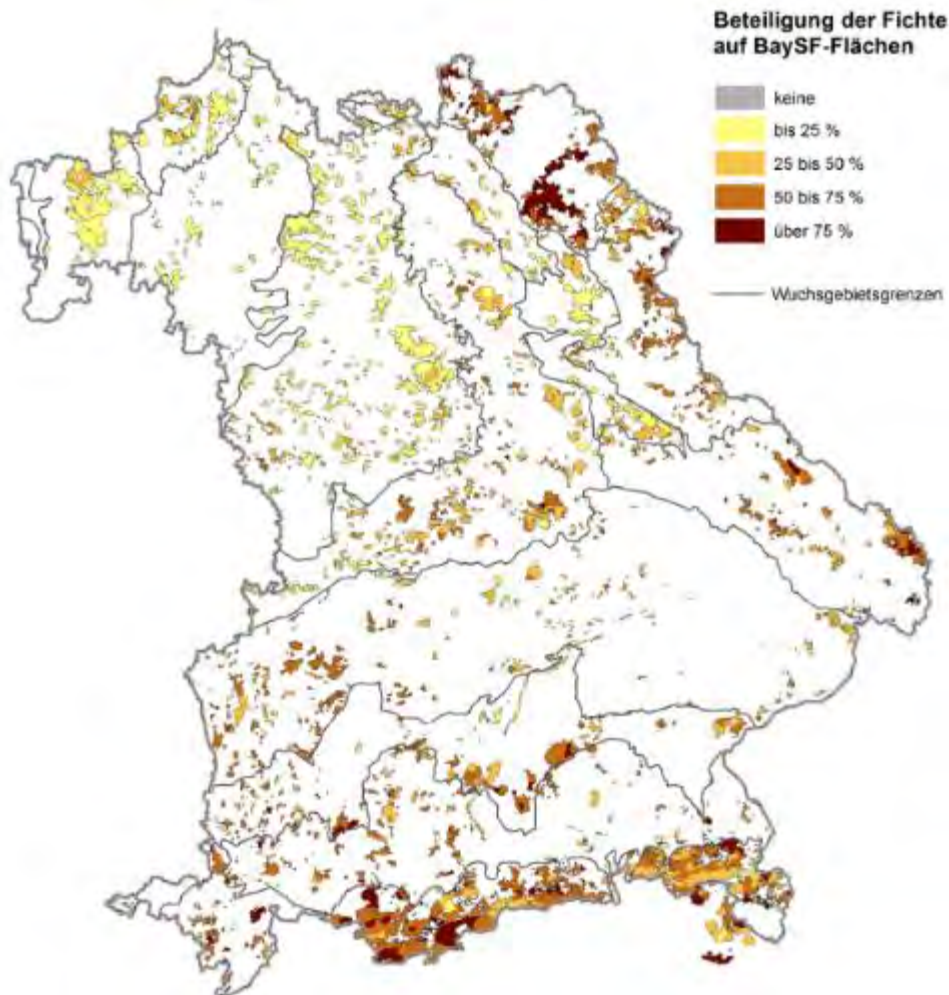 Beteiligung der Fichte
auf BaySF-Flächen
keine
bis 25 %
25 bis 50 %
50 bis 75 %
über 75 %
Wuchsgebietsgrenzen